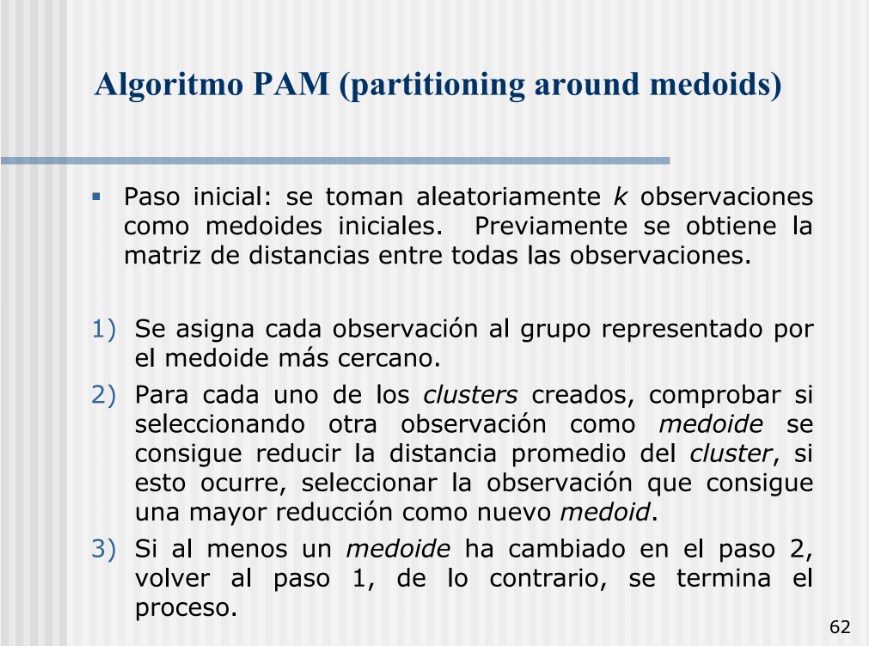 Algoritmo PAM (partitioning around medoids)
▪ Paso inicial: se toman aleatoriamente k observaciones
como medoides iniciales. Previamente se obtiene la
matriz de distancias entre todas las observaciones.
1) Se asigna cada observación al grupo representado por
el medoide más cercano.
2) Para cada uno de los clusters creados, comprobar si
seleccionando otra observación como medoide se
consigue reducir la distancia promedio del cluster, si
esto ocurre, seleccionar la observación que consigue
una mayor reducción como nuevo medoid.
3) Si al menos un medoide ha cambiado en el paso 2,
volver al paso 1, de lo contrario, se termina el
proceso.
62